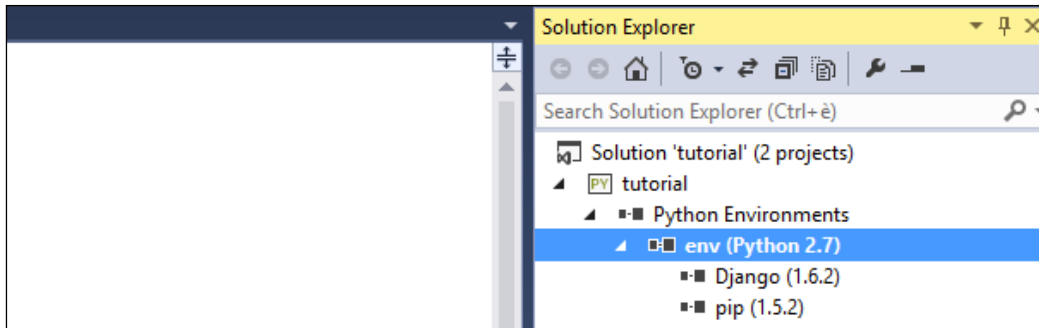 Solution Explorer
Search Solution Explorer (Ctrl+è)
Solution 'tutorial' (2 projects)
PY tutorial
Python Environments
env (Python 2.7)
Django (1.6.2)
pip (1.5.2)